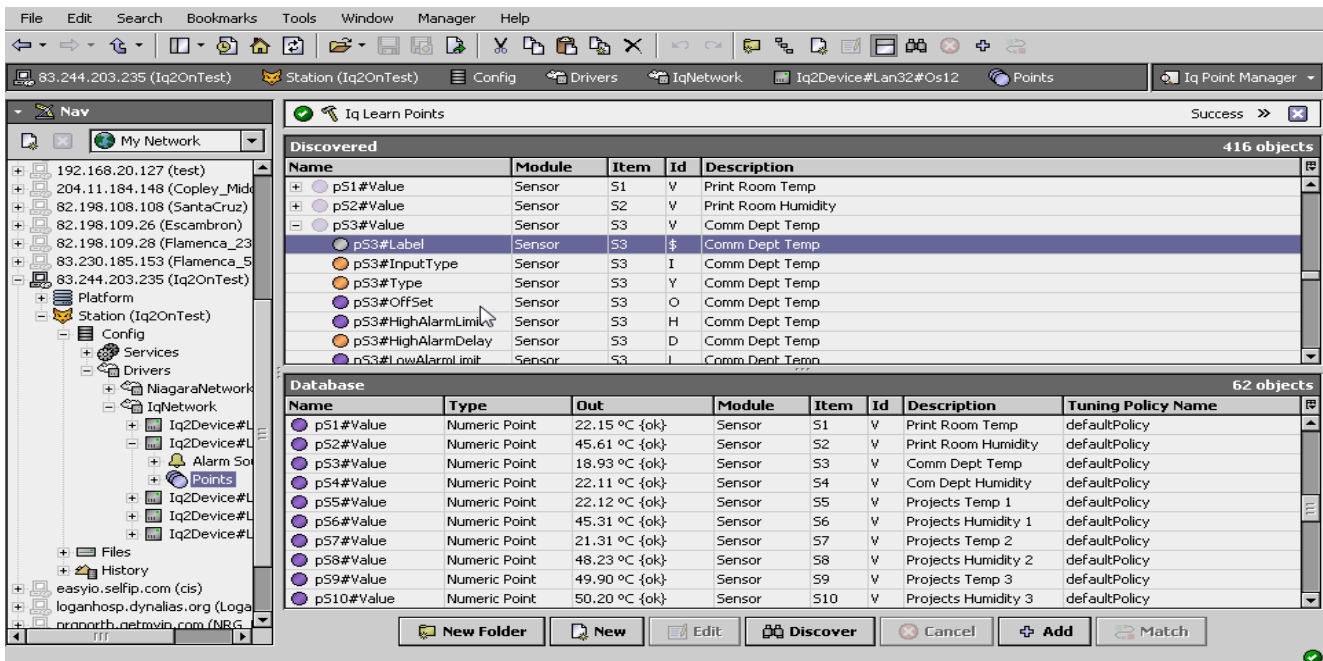 File Edit Search Bookmarks Tools Window Manager Help
83.244.203.235 (Iq2OnTest) Station (Iq2OnTest) Config Drivers IqNetwork Iq2Device#Lan32#Os12 Points Iq Point Manager
Nav
My Network
192.168.20.127 (test)
204.11.184.148 (Copley_Midd
82.198.108.108 (SantaCruz)
82.198.109.26 (Escambron)
82.198.109.28 (Flamenca_23
83.230.185.153 (Flamenca_5
83.244.203.235 (Iq2OnTest)
Platform
Station (Iq2OnTest)
Config
Services
Drivers
NiagaraNetwork
IqNetwork
Iq2Device#L
Iq2Device#L
Alarm Sou
Points
Iq2Device#L
Iq2Device#L
Iq2Device#L
Files
History
easyio.selfip.com (cis)
loganhosp.dynalias.org (Loga
Iq Learn Points Success »
Discovered 416 objects
Name Module Item Id Description
pS1#Value Sensor S1 V Print Room Temp
pS2#Value Sensor S2 V Print Room Humidity
pS3#Value Sensor S3 V Comm Dept Temp
pS3#Label Sensor S3 $ Comm Dept Temp
pS3#InputType Sensor S3 I Comm Dept Temp
pS3#Type Sensor S3 Y Comm Dept Temp
pS3#OffSet Sensor S3 O Comm Dept Temp
pS3#HighAlarmLimit Sensor S3 H Comm Dept Temp
pS3#HighAlarmDelay Sensor S3 D Comm Dept Temp
pS3#LowAlarmLimit Sensor S3 L Comm Dept Temp
Database 62 objects
Name Type Out Module Item Id Description Tuning Policy Name
pS1#Value Numeric Point 22.15 ºC {ok} Sensor S1 V Print Room Temp defaultPolicy
pS2#Value Numeric Point 45.61 ºC {ok} Sensor S2 V Print Room Humidity defaultPolicy
pS3#Value Numeric Point 18.93 ºC {ok} Sensor S3 V Comm Dept Temp defaultPolicy
pS4#Value Numeric Point 22.11 ºC {ok} Sensor S4 V Com Dept Humidity defaultPolicy
pS5#Value Numeric Point 22.12 ºC {ok} Sensor S5 V Projects Temp 1 defaultPolicy
pS6#Value Numeric Point 45.31 ºC {ok} Sensor S6 V Projects Humidity 1 defaultPolicy
pS7#Value Numeric Point 21.31 ºC {ok} Sensor S7 V Projects Temp 2 defaultPolicy
pS8#Value Numeric Point 48.23 ºC {ok} Sensor S8 V Projects Humidity 2 defaultPolicy
pS9#Value Numeric Point 49.90 ºC {ok} Sensor S9 V Projects Temp 3 defaultPolicy
pS10#Value Numeric Point 50.20 ºC {ok} Sensor S10 V Projects Humidity 3 defaultPolicy
New Folder New Edit Discover Cancel Add Match